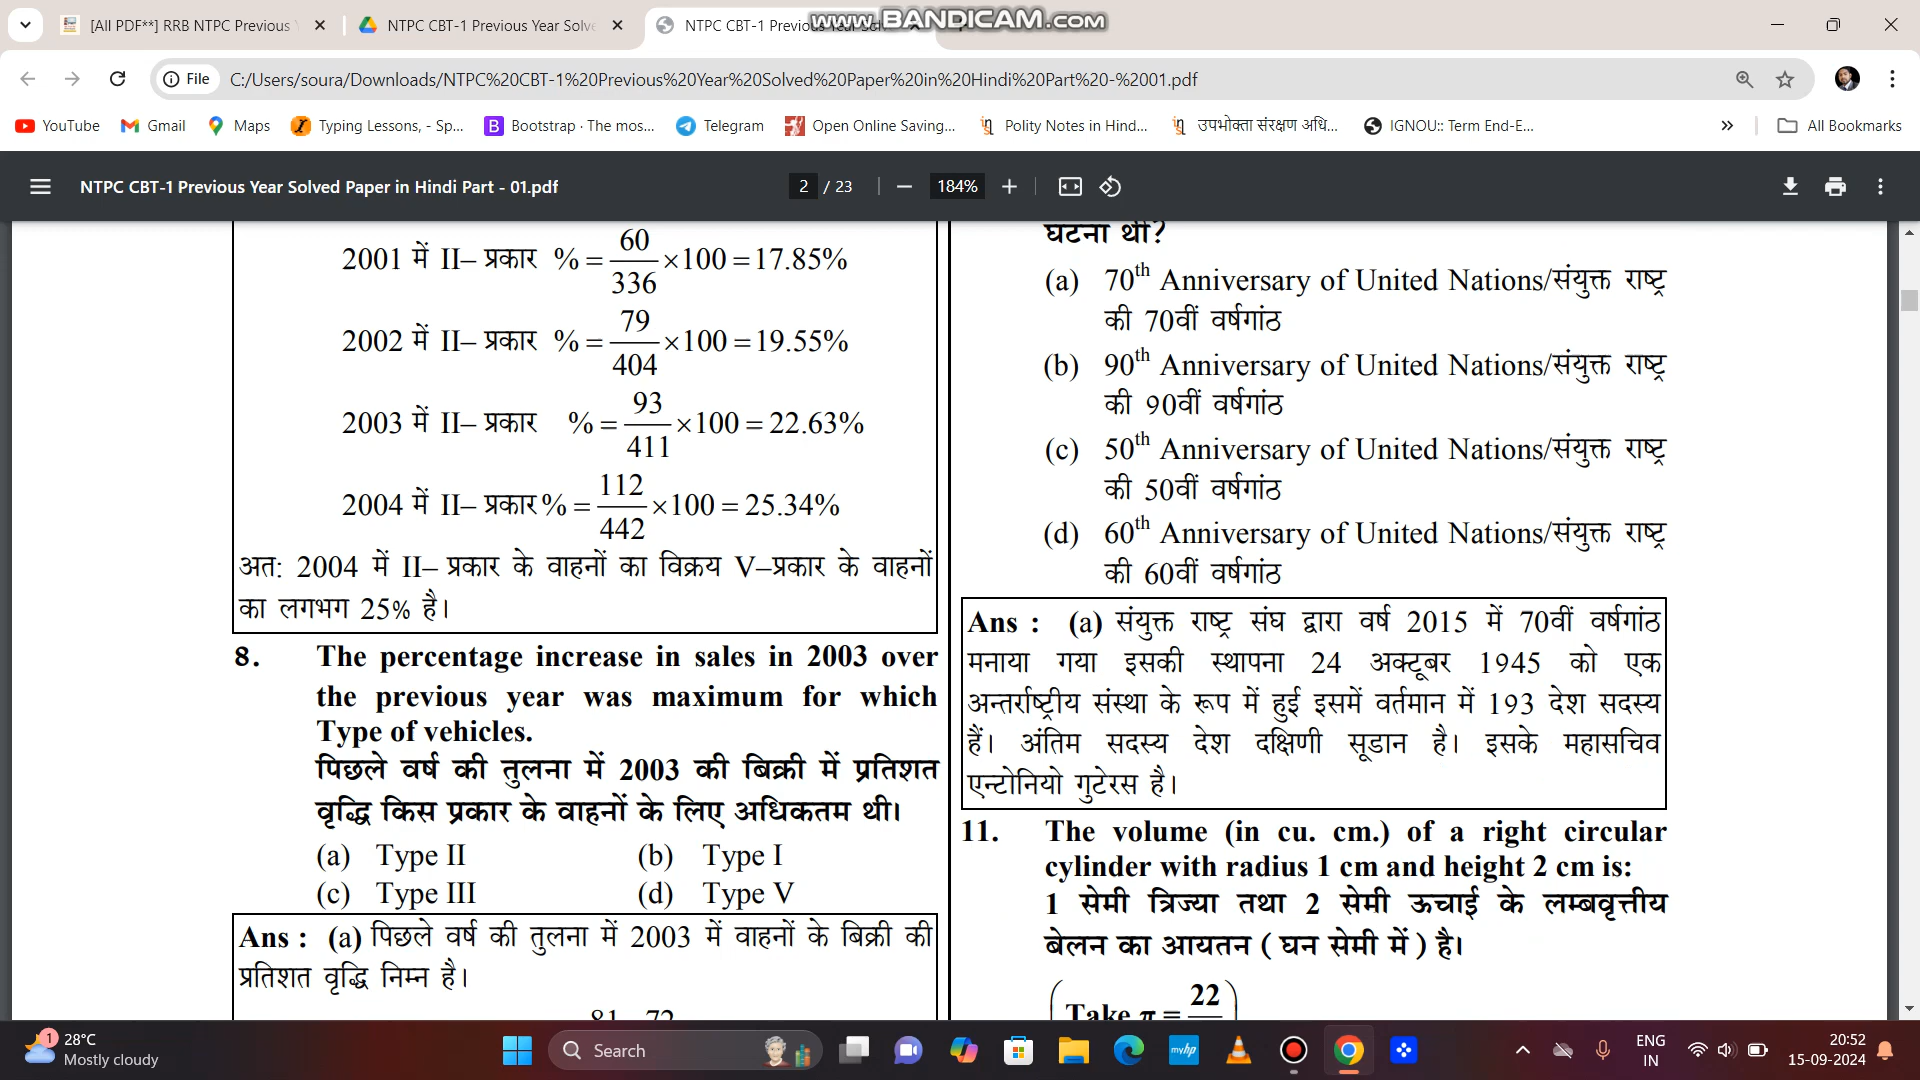 www.BANDICAM.com
[All PDF**] RRB NTPC Previous
NTPC CBT-1 Previous Year Solve
NTPC CBT-1 Previous Year Solv
File
C:/Users/soura/Downloads/NTPC%20CBT-1%20Previous%20Year%20Solved%20Paper%20in%20Hindi%20Part%20-%2001.pdf
YouTube
Gmail
Maps
Typing Lessons, - Sp...
Bootstrap · The mos...
Telegram
Open Online Saving...
Polity Notes in Hind...
उपभोक्ता संरक्षण अधि...
IGNOU:: Term End-E...
All Bookmarks
NTPC CBT-1 Previous Year Solved Paper in Hindi Part - 01.pdf
2 / 23
184%
2001 में II– प्रकार % = 60/336 ×100 = 17.85%
2002 में II– प्रकार % = 79/404 ×100 = 19.55%
2003 में II– प्रकार % = 93/411 ×100 = 22.63%
2004 में II– प्रकार % = 112/442 ×100 = 25.34%
अत: 2004 में II– प्रकार के वाहनों का विक्रय V–प्रकार के वाहनों
का लगभग 25% है।
8. The percentage increase in sales in 2003 over
the previous year was maximum for which
Type of vehicles.
पिछले वर्ष की तुलना में 2003 की बिक्री में प्रतिशत
वृद्धि किस प्रकार के वाहनों के लिए अधिकतम थी।
(a) Type II (b) Type I
(c) Type III (d) Type V
Ans : (a) पिछले वर्ष की तुलना में 2003 में वाहनों के बिक्री की
प्रतिशत वृद्धि निम्न है।
81 – 72
घटना थी?
(a) 70th Anniversary of United Nations/संयुक्त राष्ट्र
की 70वीं वर्षगांठ
(b) 90th Anniversary of United Nations/संयुक्त राष्ट्र
की 90वीं वर्षगांठ
(c) 50th Anniversary of United Nations/संयुक्त राष्ट्र
की 50वीं वर्षगांठ
(d) 60th Anniversary of United Nations/संयुक्त राष्ट्र
की 60वीं वर्षगांठ
Ans : (a) संयुक्त राष्ट्र संघ द्वारा वर्ष 2015 में 70वीं वर्षगांठ
मनाया गया इसकी स्थापना 24 अक्टूबर 1945 को एक
अन्तर्राष्ट्रीय संस्था के रूप में हुई इसमें वर्तमान में 193 देश सदस्य
हैं। अंतिम सदस्य देश दक्षिणी सूडान है। इसके महासचिव
एन्टोनियो गुटेरस है।
11. The volume (in cu. cm.) of a right circular
cylinder with radius 1 cm and height 2 cm is:
1 सेमी त्रिज्या तथा 2 सेमी ऊचाई के लम्बवृत्तीय
बेलन का आयतन ( घन सेमी में ) है।
(Take π = 22
1
28°C
Mostly cloudy
Search
myhp
ENG
IN
20:52
15-09-2024